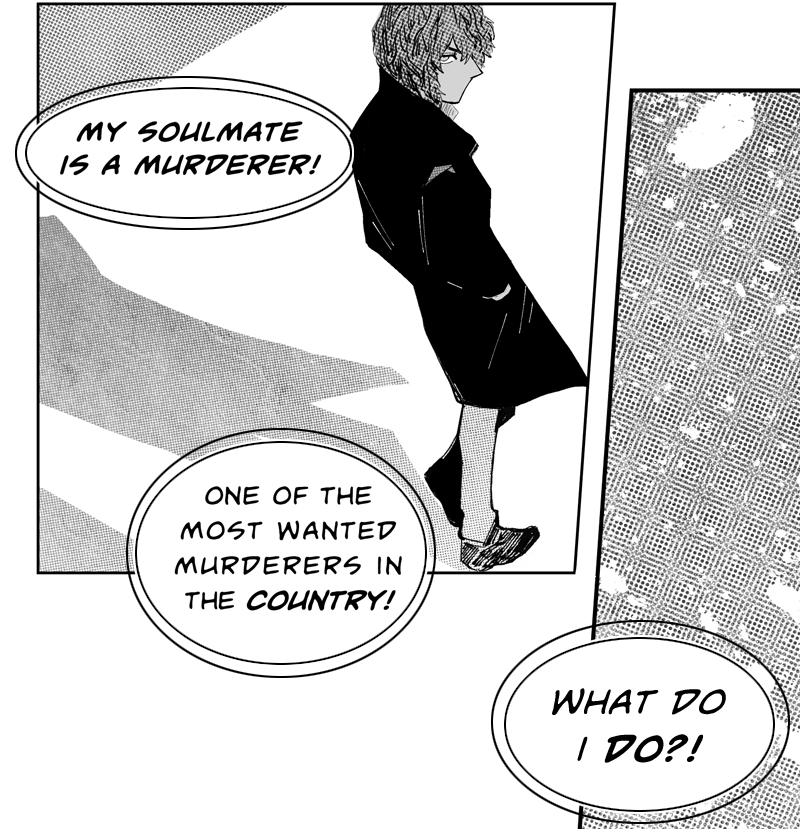 MY SOULMATE
IS A MURDERER!
ONE OF THE
MOST WANTED
MURDERERS IN
THE COUNTRY!
WHAT DO
I DO?!